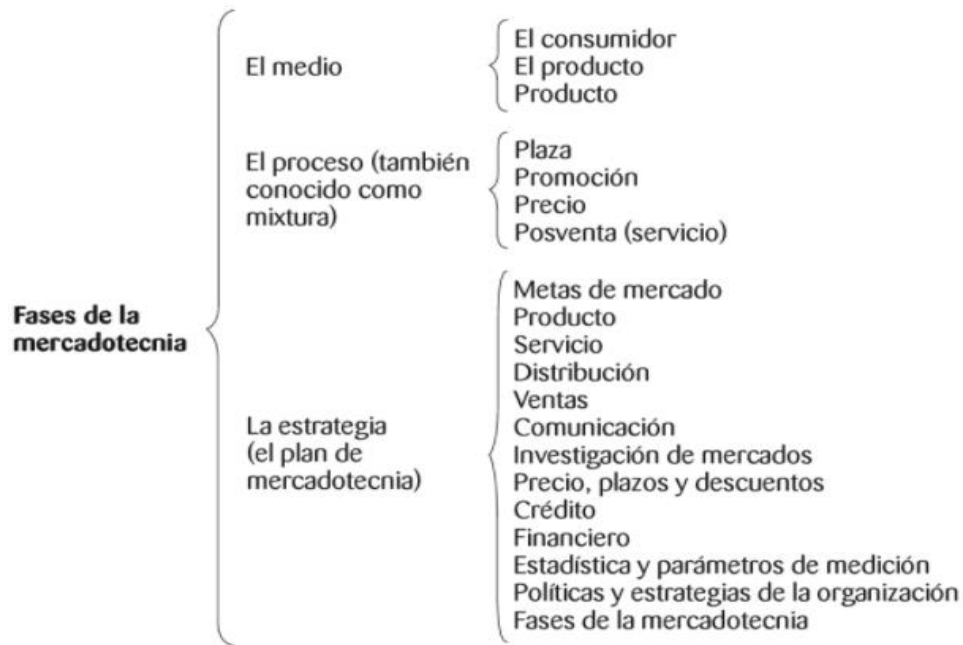 Fases de la
mercadotecnia
El medio
El consumidor
El producto
Producto
El proceso (también
conocido como
mixtura)
Plaza
Promoción
Precio
Posventa (servicio)
La estrategia
(el plan de
mercadotecnia)
Metas de mercado
Producto
Servicio
Distribución
Ventas
Comunicación
Investigación de mercados
Precio, plazos y descuentos
Crédito
Financiero
Estadística y parámetros de medición
Políticas y estrategias de la organización
Fases de la mercadotecnia